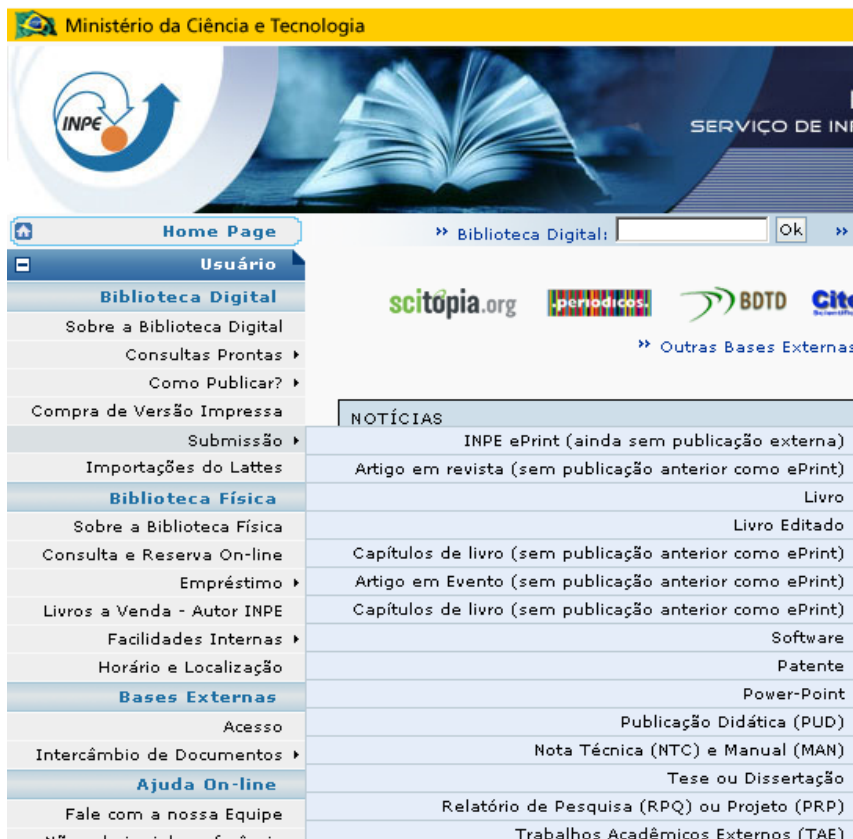 Ministério da Ciência e Tecnologia
INPE
SERVIÇO DE
Home Page
» Biblioteca Digital: Ok »
Usuário
Biblioteca Digital
scitopia.org .periodicos. BDTD
Sobre a Biblioteca Digital
» Outras Bases Externas
Consultas Prontas
Como Publicar?
Compra de Versão Impressa
NOTÍCIAS
Submissão
INPE ePrint (ainda sem publicação externa)
Importações do Lattes
Artigo em revista (sem publicação anterior como ePrint)
Biblioteca Física
Livro
Sobre a Biblioteca Física
Livro Editado
Consulta e Reserva On-line
Capítulos de livro (sem publicação anterior como ePrint)
Empréstimo
Artigo em Evento (sem publicação anterior como ePrint)
Livros a Venda - Autor INPE
Capítulos de livro (sem publicação anterior como ePrint)
Facilidades Internas
Software
Horário e Localização
Patente
Bases Externas
Power-Point
Acesso
Publicação Didática (PUD)
Intercâmbio de Documentos
Nota Técnica (NTC) e Manual (MAN)
Ajuda On-line
Tese ou Dissertação
Fale com a nossa Equipe
Relatório de Pesquisa (RPQ) ou Projeto (PRP)
Trabalhos Acadêmicos Externos (TAE)